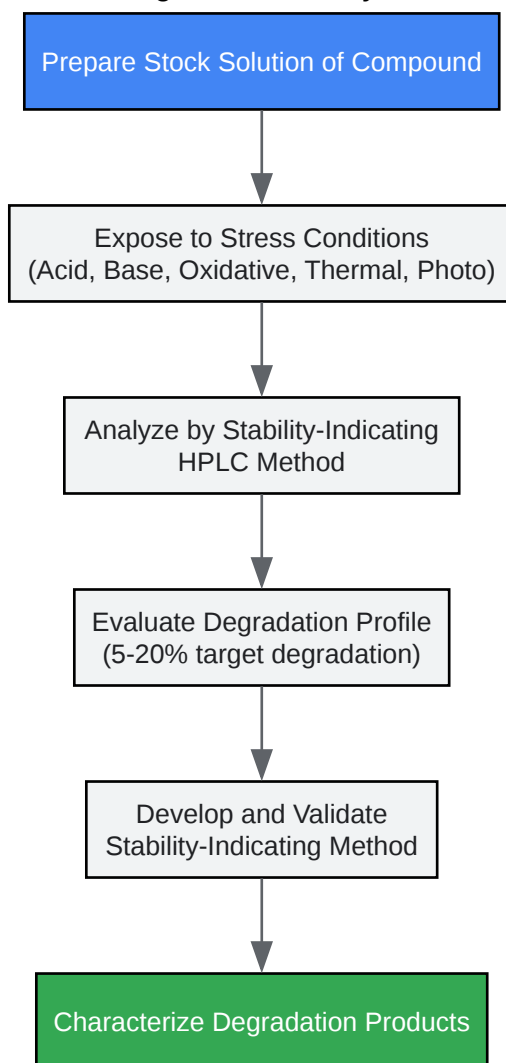 Prepare Stock Solution of Compound
Expose to Stress Conditions
(Acid, Base, Oxidative, Thermal, Photo)
Analyze by Stability-Indicating
HPLC Method
Evaluate Degradation Profile
(5-20% target degradation)
Develop and Validate
Stability-Indicating Method
Characterize Degradation Products